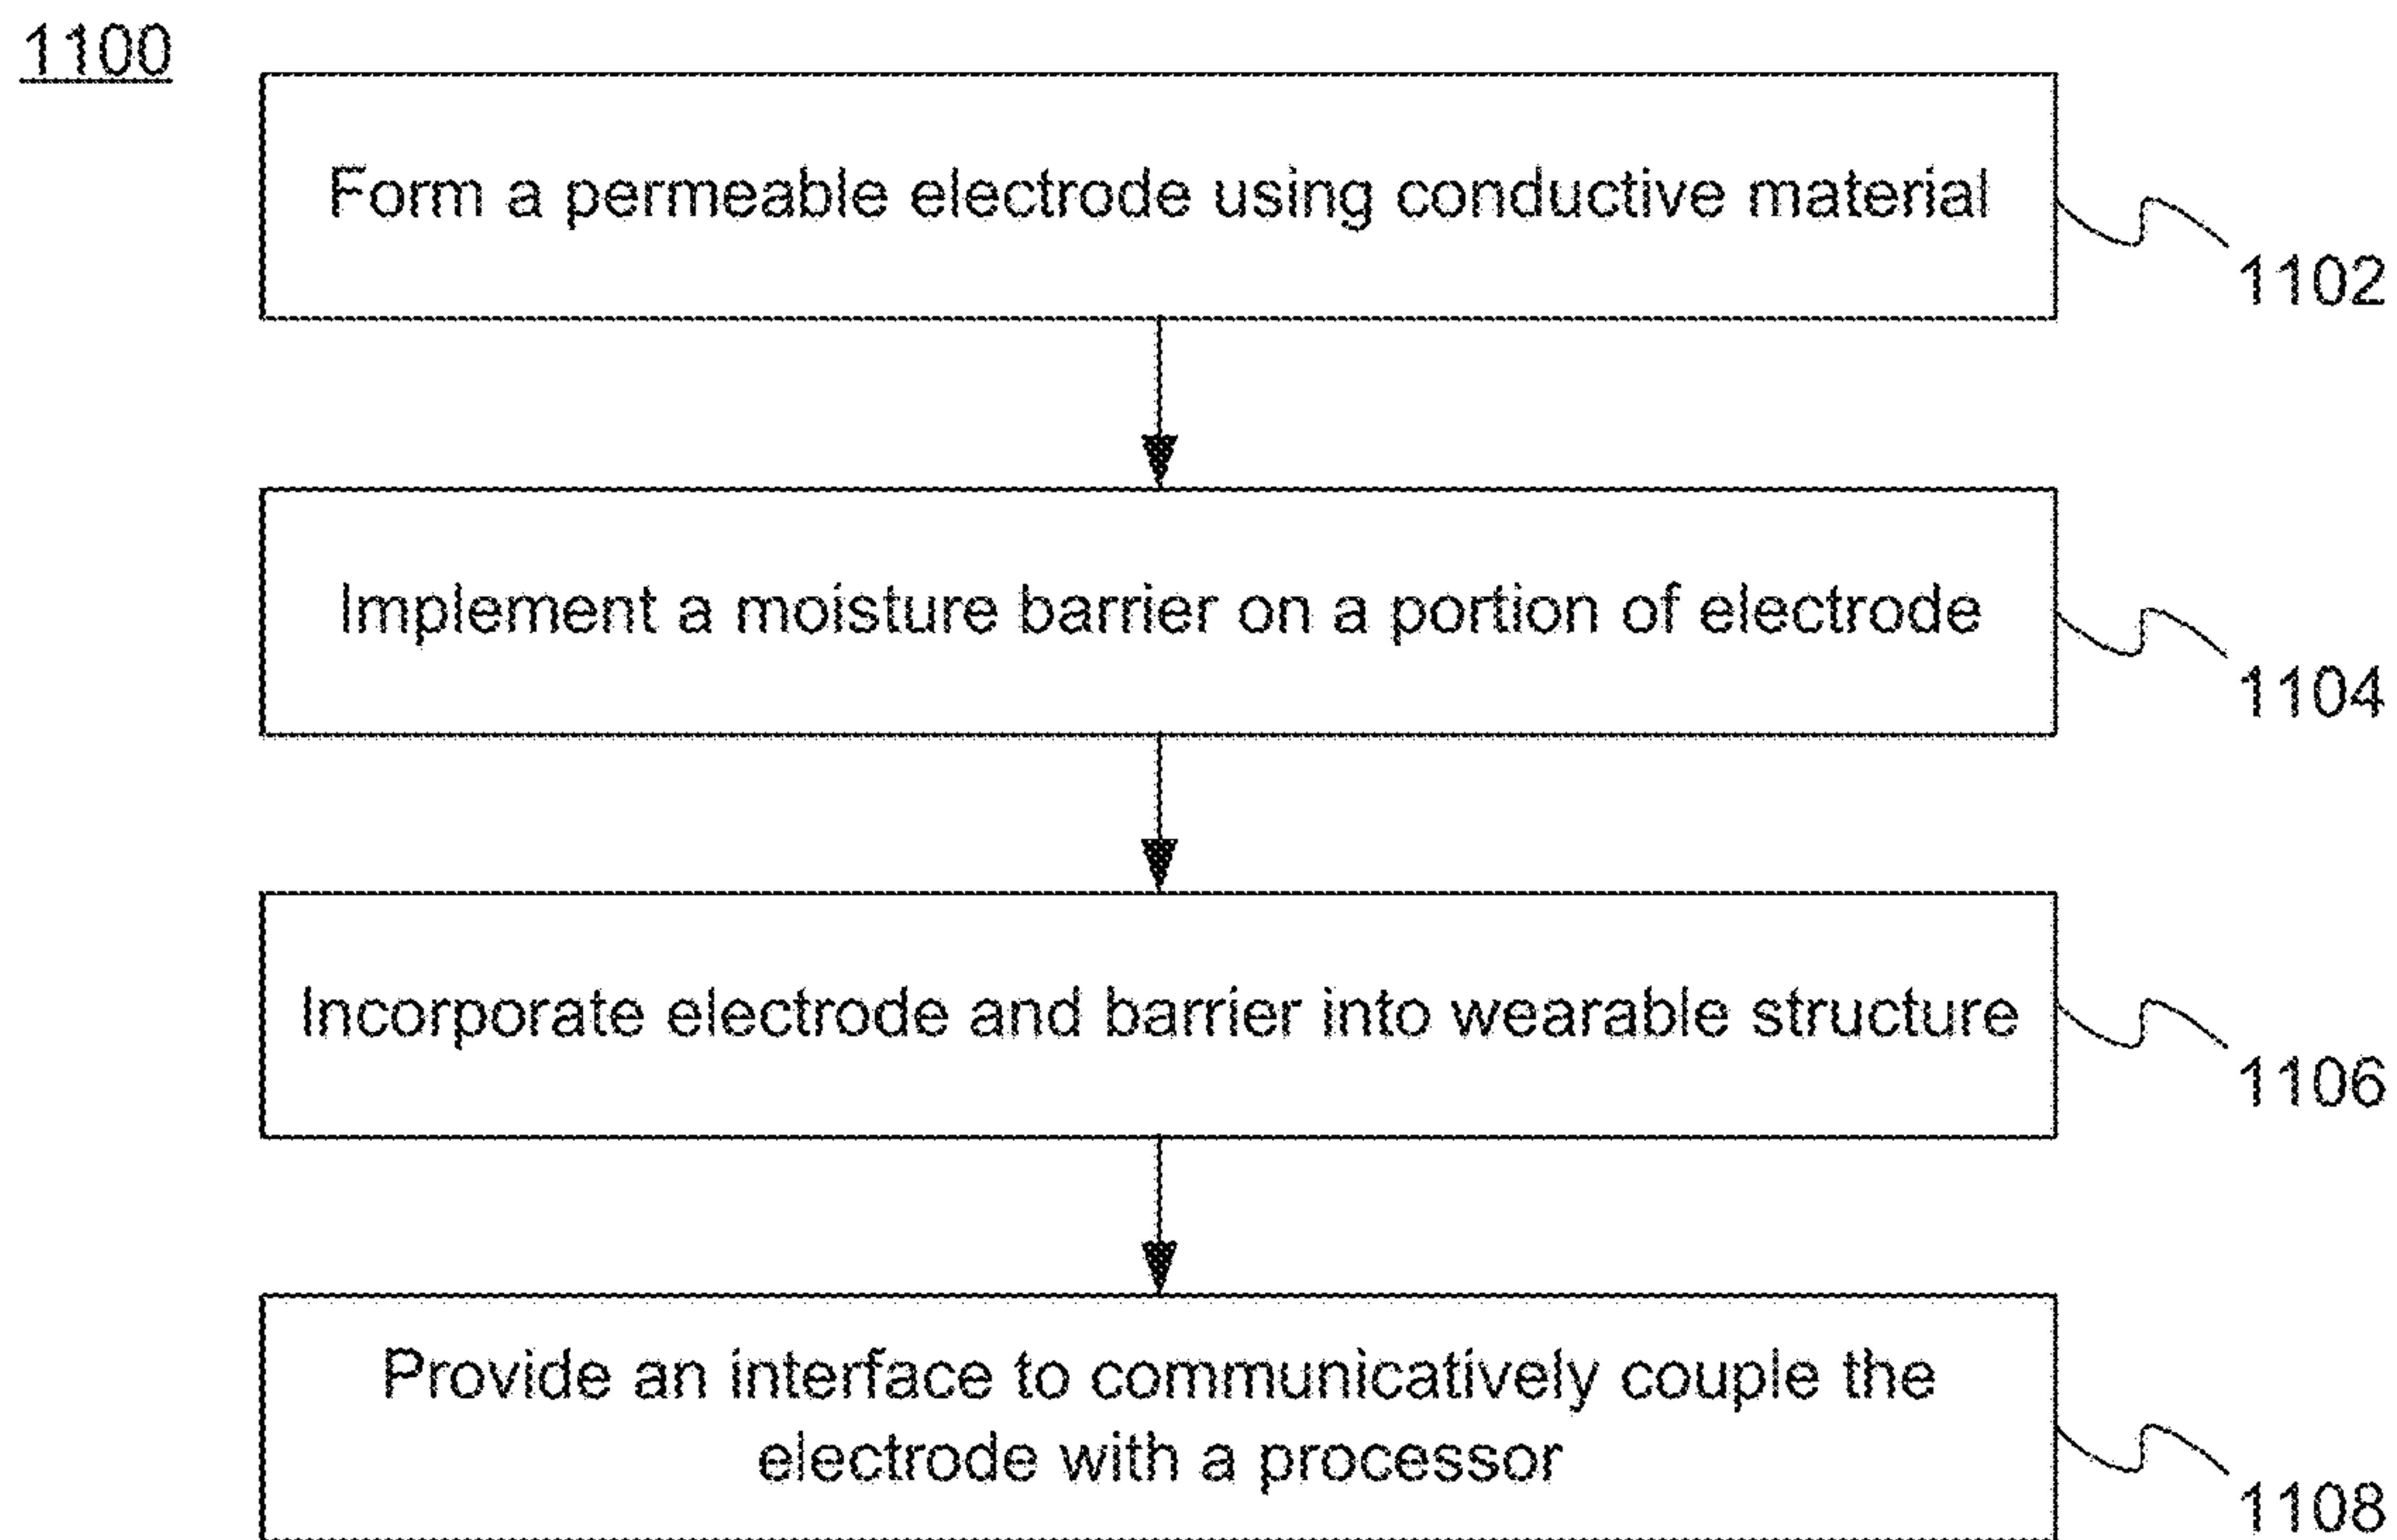 1100
Form a permeable electrode using conductive material
1102
Implement a moisture barrier on a portion of electrode
1104
Incorporate electrode and barrier into wearable structure
1106
Provide an interface to communicatively couple the
electrode with a processor
1108